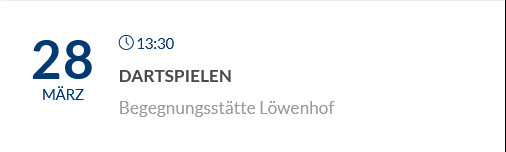 28
MÄRZ
13:30
DARTSPIELEN
Begegnungsstätte Löwenhof